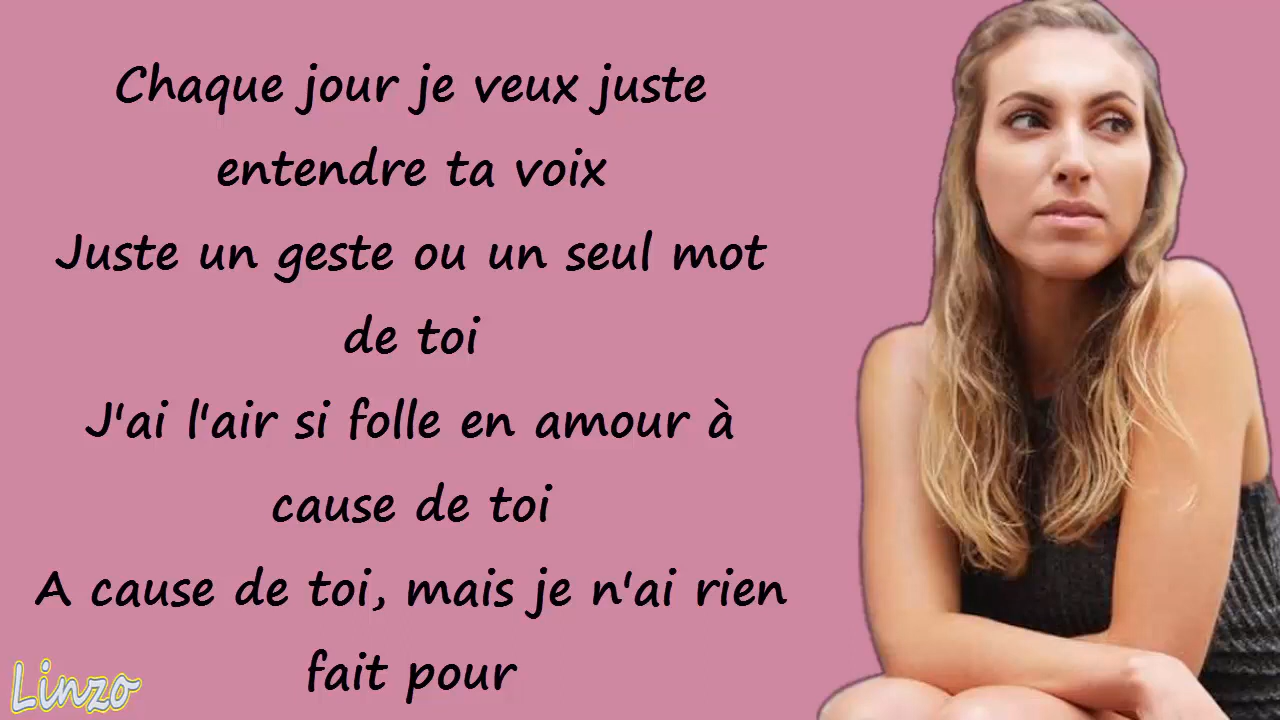 Chaque jour je veux juste
entendre ta voix
Juste un geste ou un seul mot
de toi
J'ai l'air si folle en amour à
cause de toi
A cause de toi, mais je n'ai rien
fait pour
Linzo